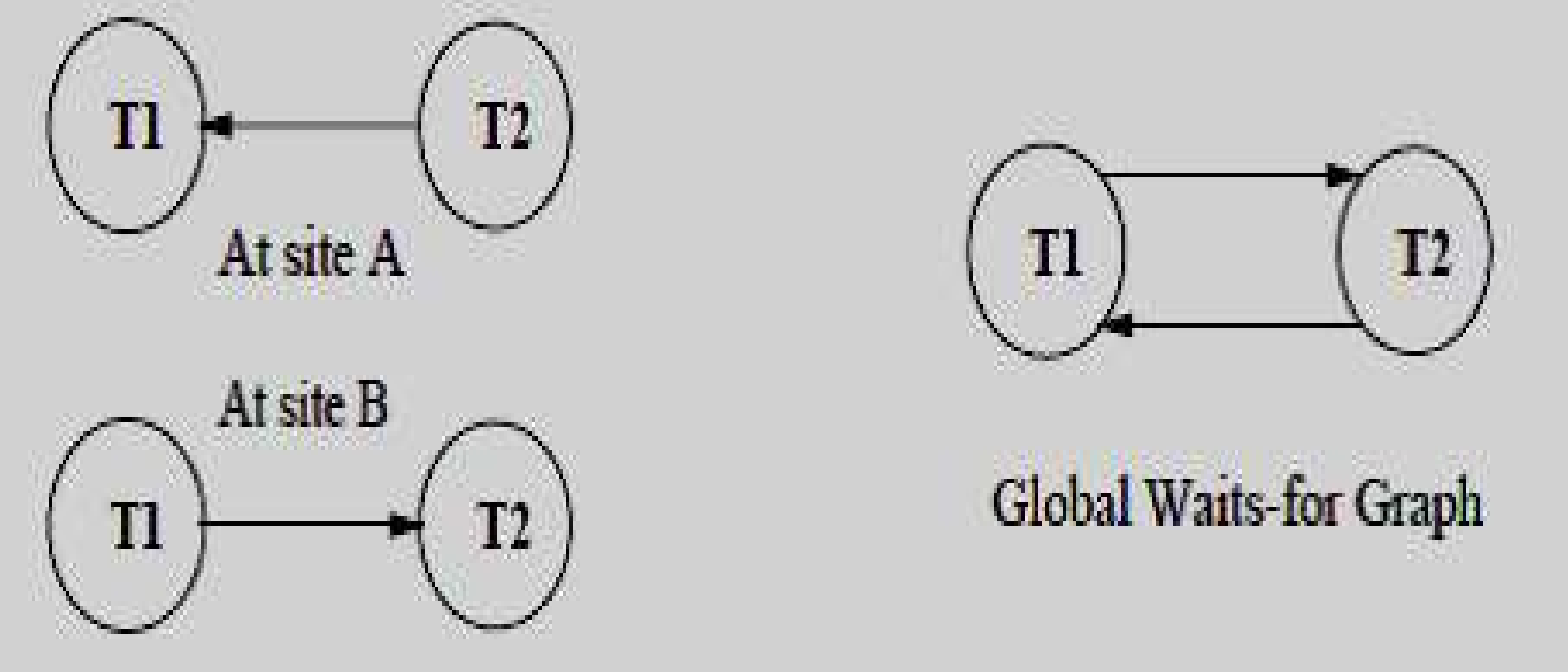 T1
T2
At site A
At site B
T1
T2
T1
T2
Global Waits-for Graph